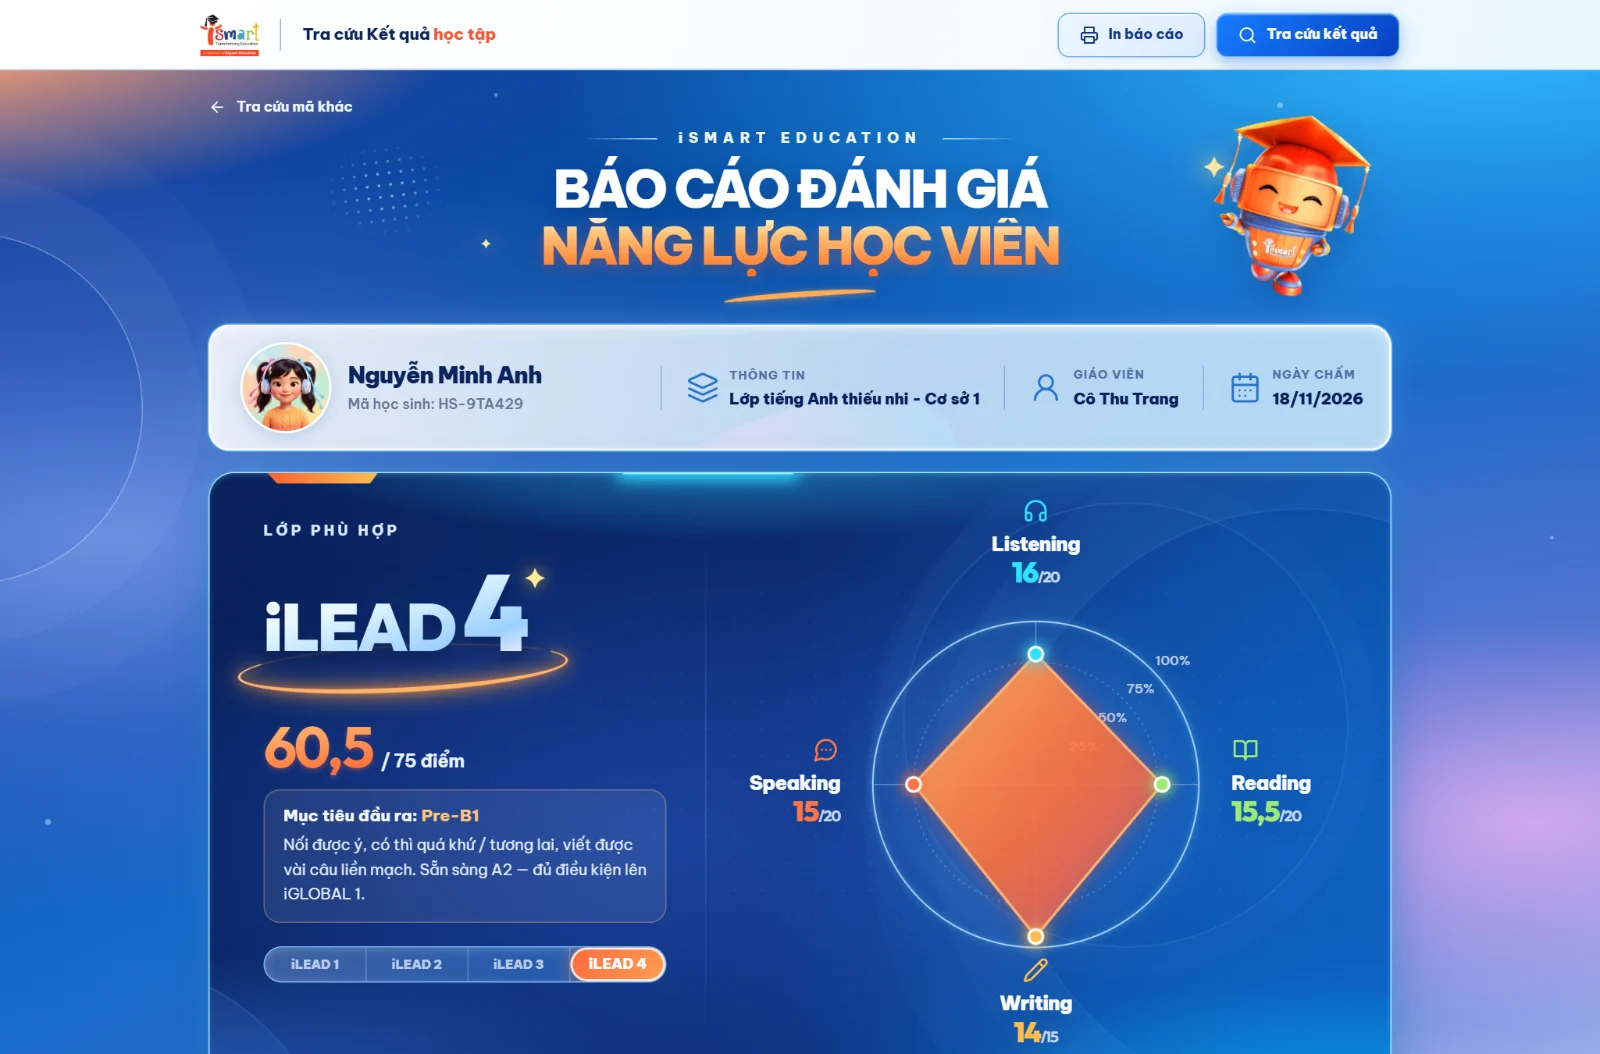 ismart
Transforming Education
Tra cứu Kết quả học tập
In báo cáo
Tra cứu kết quả
Tra cứu mã khác
iSMART EDUCATION
BÁO CÁO ĐÁNH GIÁ
NĂNG LỰC HỌC VIÊN
ismart
Nguyễn Minh Anh
Mã học sinh: HS-9TA429
THÔNG TIN
Lớp tiếng Anh thiếu nhi - Cơ sở 1
GIÁO VIÊN
Cô Thu Trang
NGÀY CHẤM
18/11/2026
LỚP PHÙ HỢP
iLEAD 4
60,5 / 75 điểm
Mục tiêu đầu ra: Pre-B1
Nối được ý, có thì quá khứ / tương lai, viết được
vài câu liền mạch. Sẵn sàng A2 — đủ điều kiện lên
iGLOBAL 1.
iLEAD 1
iLEAD 2
iLEAD 3
iLEAD 4
Listening
16/20
100%
75%
50%
25%
Speaking
15/20
Reading
15,5/20
Writing
14/15